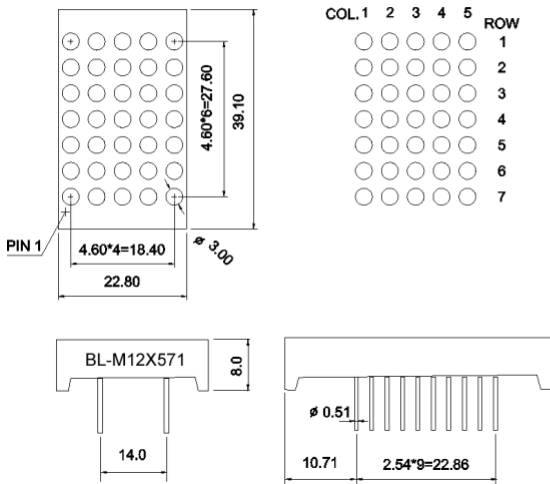 COL. 1 2 3 4 5
ROW
1
2
3
4
5
6
7
4.60*6=27.60
39.10
PIN 1
4.60*4=18.40
ø 3.00
22.80
BL-M12X571
8.0
14.0
ø 0.51
10.71
2.54*9=22.86